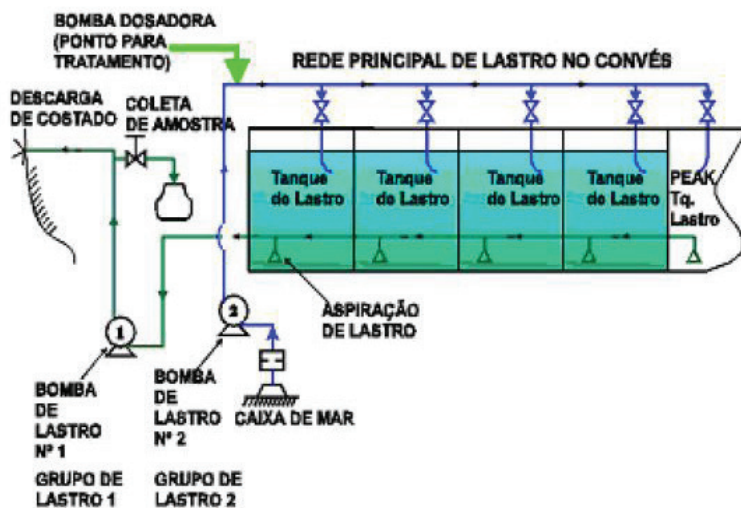 BOMBA DOSADORA
(PONTO PARA
TRATAMENTO)
REDE PRINCIPAL DE LASTRO NO CONVÉS
DESCARGA
DE COSTADO
COLETA
DE AMOSTRA
Tanque
de Lastro
Tanque
de Lastro
Tanque
de Lastro
Tanque
de Lastro
PEAK
Tq.
Lastro
ASPIRAÇÃO
DE LASTRO
1
2
BOMBA
DE
LASTRO
Nº 1
BOMBA
DE
LASTRO
Nº 2
CAIXA DE MAR
GRUPO DE
LASTRO 1
GRUPO DE
LASTRO 2